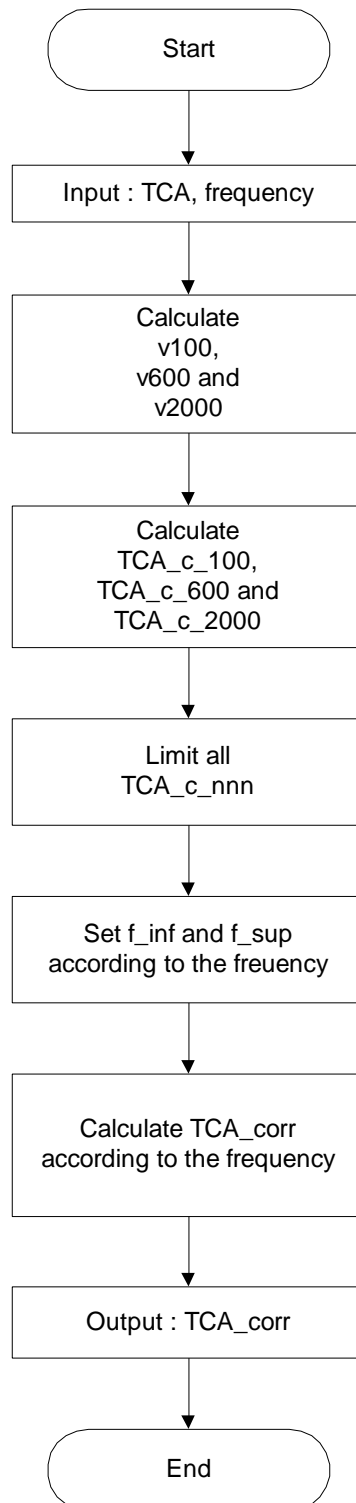 Start
Input : TCA, frequency
Calculate
v100,
v600 and
v2000
Calculate
TCA_c_100,
TCA_c_600 and
TCA_c_2000
Limit all
TCA_c_nnn
Set f_inf and f_sup
according to the freuency
Calculate TCA_corr
according to the frequency
Output : TCA_corr
End